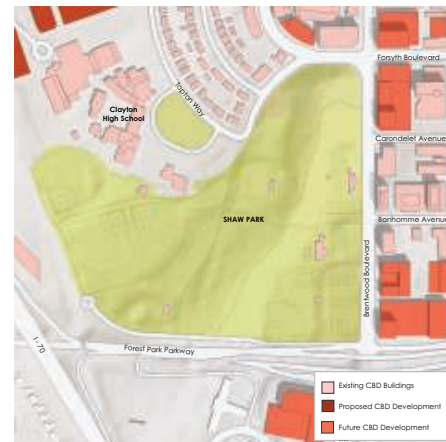 Forsyth Boulevard
Topton Way
Clayton
High School
Carondelet Avenue
SHAW PARK
Bonhomme Avenue
Brentwood Boulevard
I-70
Forest Park Parkway
Existing CBD Buildings
Proposed CBD Development
Future CBD Development